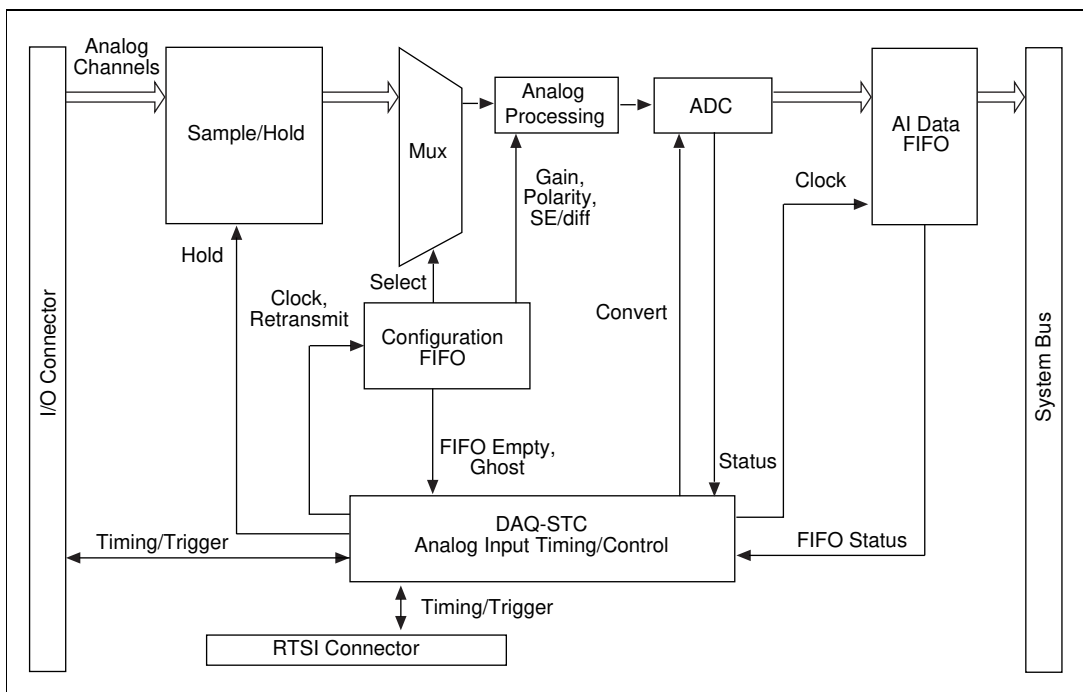 Analog
Channels
Sample/Hold
Mux
Analog
Processing
ADC
AI Data
FIFO
Gain,
Polarity,
SE/diff
Clock
Hold
Select
Clock,
Retransmit
Configuration
FIFO
Convert
I/O Connector
System Bus
FIFO Empty,
Ghost
Status
DAQ-STC
Analog Input Timing/Control
Timing/Trigger
FIFO Status
Timing/Trigger
RTSI Connector